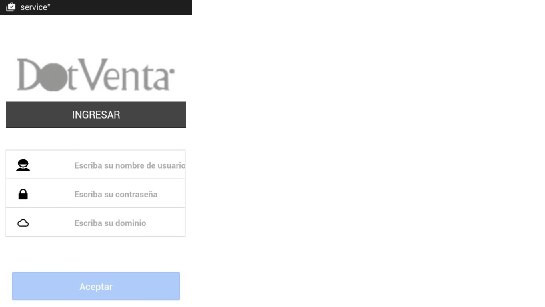 service*
DotVenta
INGRESAR
Escriba su nombre de usuario
Escriba su contraseña
Escriba su dominio
Aceptar